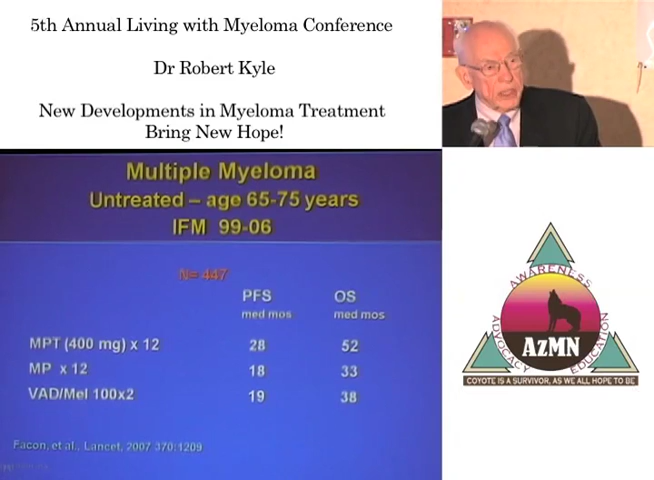 5th Annual Living with Myeloma Conference
Dr Robert Kyle
New Developments in Myeloma Treatment
Bring New Hope!
Multiple Myeloma
Untreated – age 65-75 years
IFM 99-06
N= 447
PFS OS
med mos med mos
MPT (400 mg) x 12 28 52
MP x 12 18 33
VAD/Mel 100x2 19 38
Facon, et al., Lancet, 2007 370:1209
AWARENESS
ADVOCACY
EDUCATION
AzMN
COYOTE IS A SURVIVOR, AS WE ALL HOPE TO BE